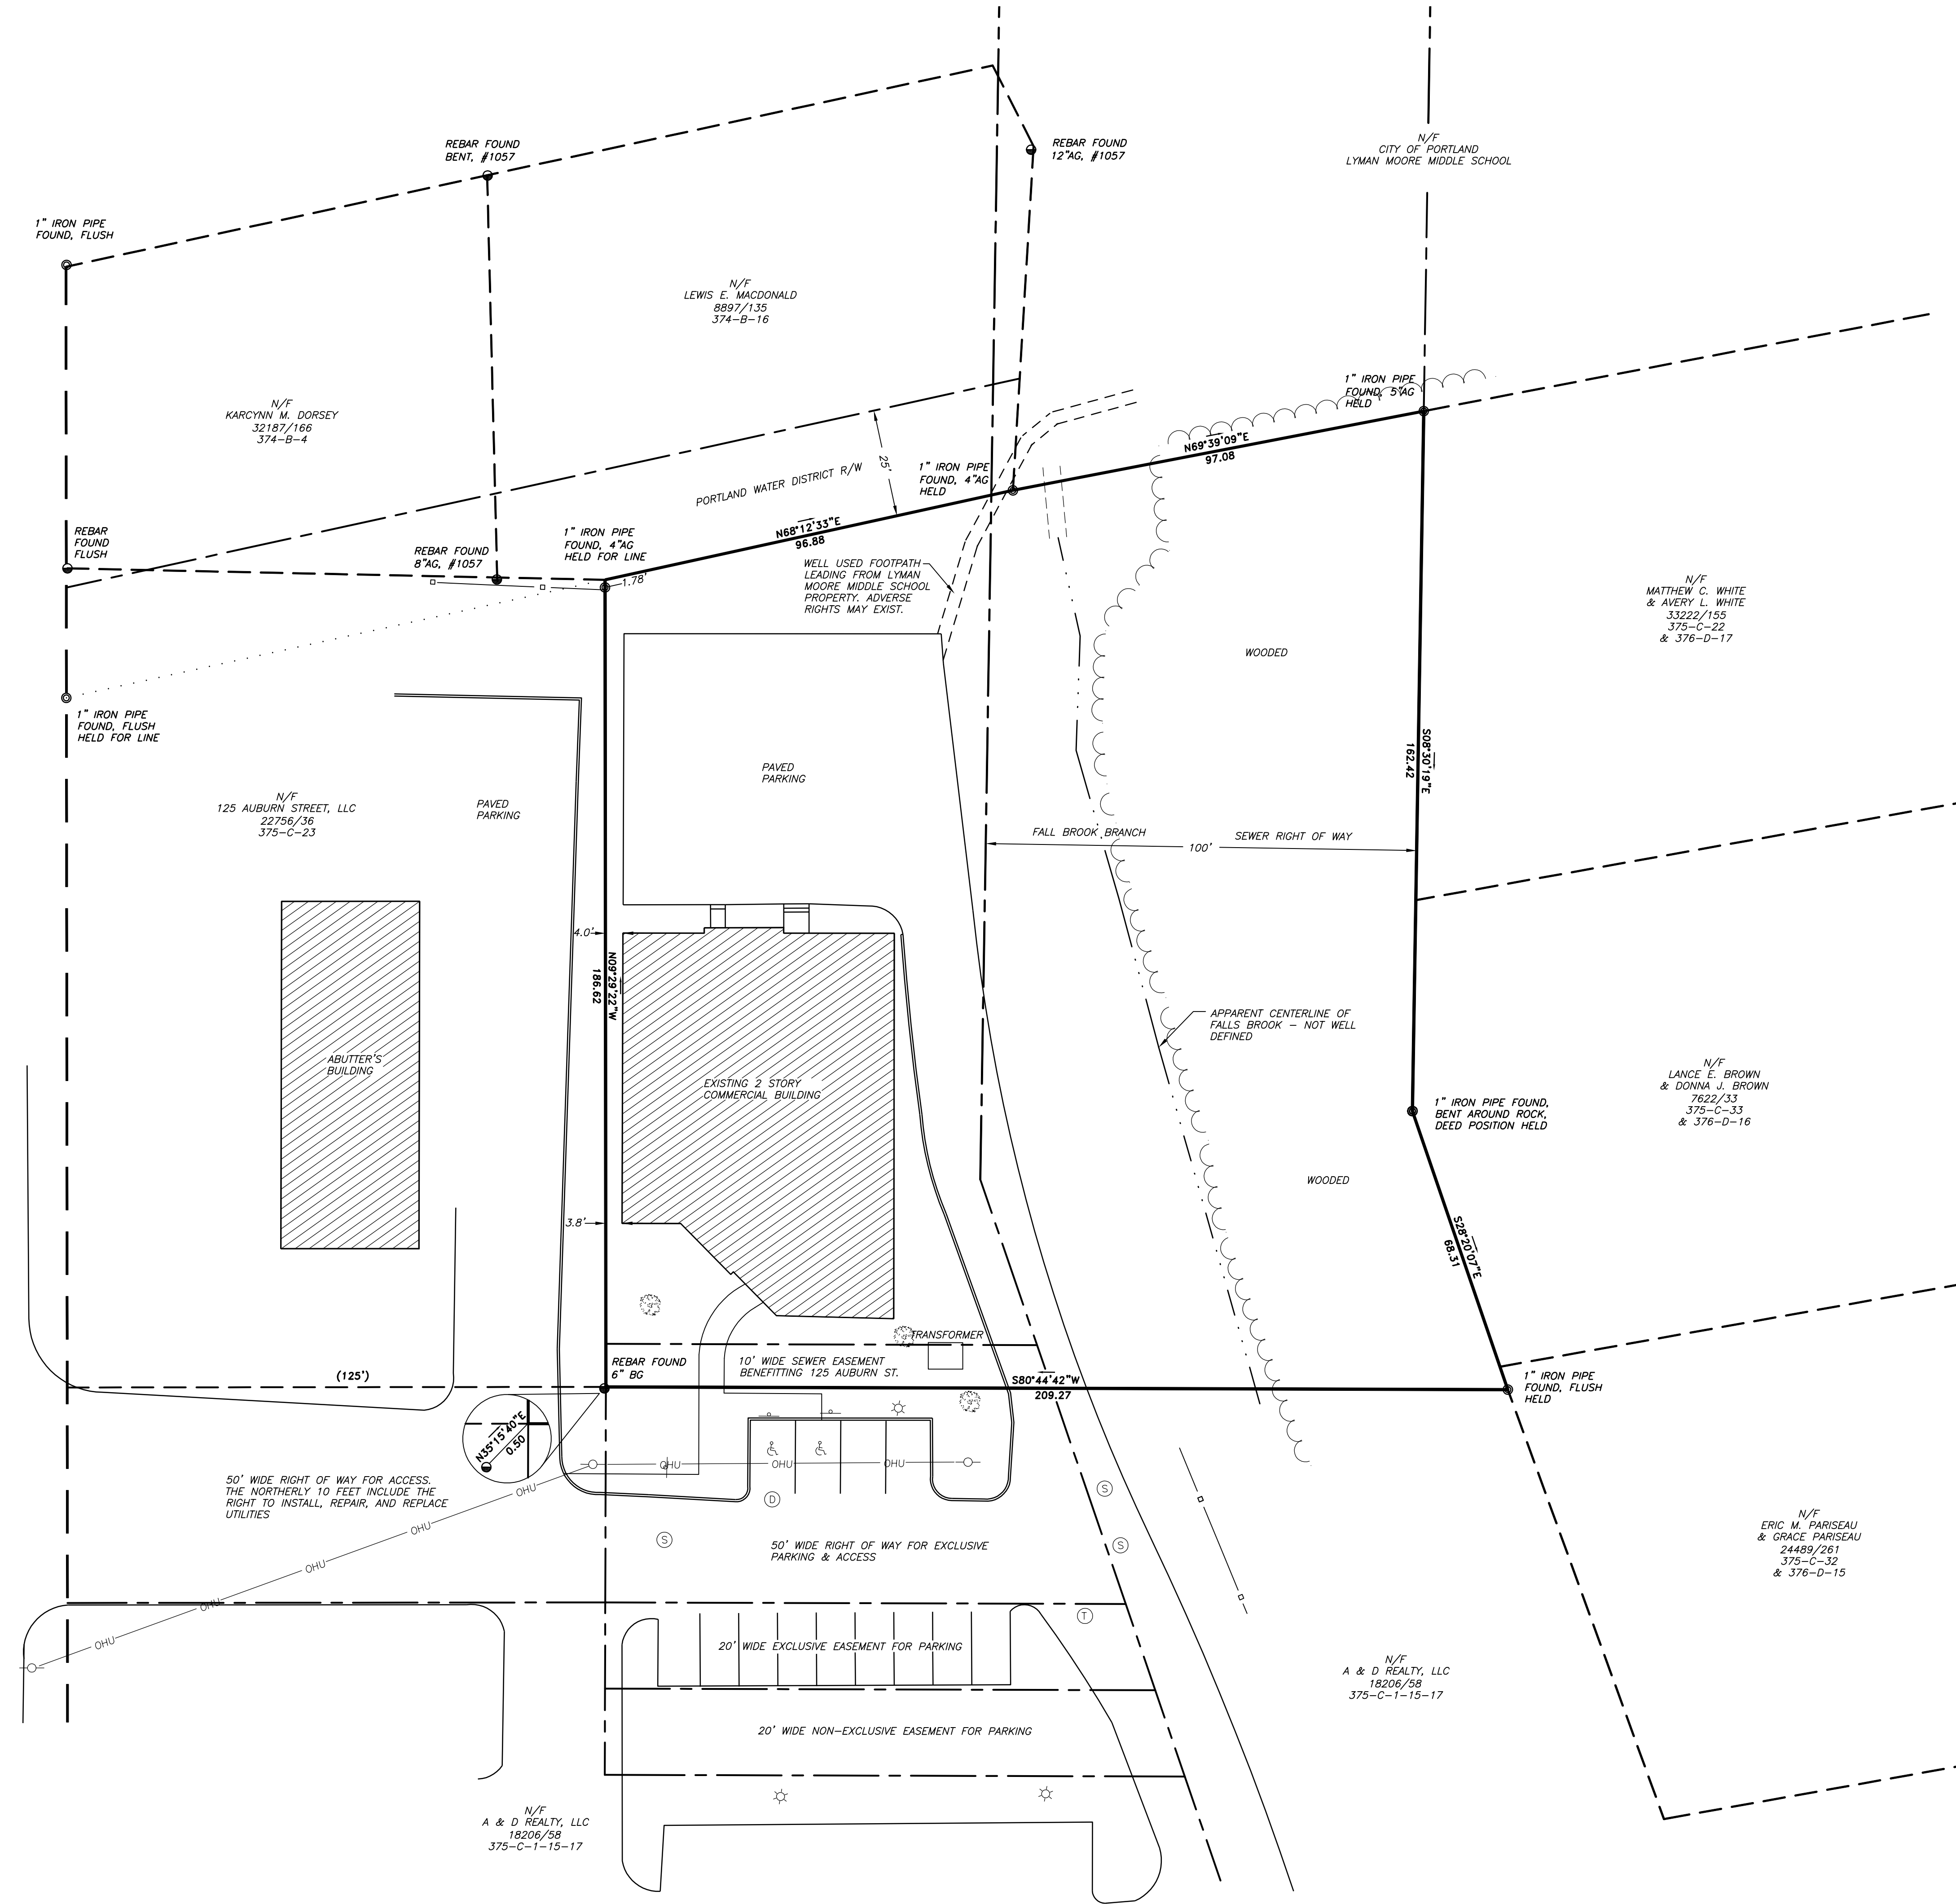 REBAR FOUND
BENT, #1057
REBAR FOUND
12"AG, #1057
N/F
CITY OF PORTLAND
LYMAN MOORE MIDDLE SCHOOL
1" IRON PIPE
FOUND, FLUSH
N/F
LEWIS E. MACDONALD
8897/135
374-B-16
N/F
KARCYNN M. DORSEY
32187/166
374-B-4
1" IRON PIPE
FOUND, 5"AG
HELD
N69°39'09"E
97.08
25'
PORTLAND WATER DISTRICT R/W
1" IRON PIPE
FOUND, 4"AG
HELD
N68°12'33"E
96.88
REBAR
FOUND
FLUSH
REBAR FOUND
8"AG, #1057
1" IRON PIPE
FOUND, 4"AG
HELD FOR LINE
1.78'
WELL USED FOOTPATH
LEADING FROM LYMAN
MOORE MIDDLE SCHOOL
PROPERTY. ADVERSE
RIGHTS MAY EXIST.
N/F
MATTHEW C. WHITE
& AVERY L. WHITE
33222/155
375-C-22
& 376-D-17
WOODED
1" IRON PIPE
FOUND, FLUSH
HELD FOR LINE
S08°30'19"E
162.42
PAVED
PARKING
N/F
125 AUBURN STREET, LLC
22756/36
375-C-23
PAVED
PARKING
FALL BROOK BRANCH
SEWER RIGHT OF WAY
100'
4.0'
N09°29'22"W
186.62
APPARENT CENTERLINE OF
FALLS BROOK - NOT WELL
DEFINED
ABUTTER'S
BUILDING
EXISTING 2 STORY
COMMERCIAL BUILDING
N/F
LANCE E. BROWN
& DONNA J. BROWN
7622/33
375-C-33
& 376-D-16
1" IRON PIPE FOUND,
BENT AROUND ROCK,
DEED POSITION HELD
WOODED
3.8'
S28°20'07"E
68.31
TRANSFORMER
REBAR FOUND
6" BG
10' WIDE SEWER EASEMENT
BENEFITTING 125 AUBURN ST.
(125')
S80°44'42"W
209.27
1" IRON PIPE
FOUND, FLUSH
HELD
N35°15'40"E
0.50
OHU
OHU
OHU
50' WIDE RIGHT OF WAY FOR ACCESS.
THE NORTHERLY 10 FEET INCLUDE THE
RIGHT TO INSTALL, REPAIR, AND REPLACE
UTILITIES
OHU
OHU
OHU
OHU
OHU
D
S
S
S
T
50' WIDE RIGHT OF WAY FOR EXCLUSIVE
PARKING & ACCESS
N/F
ERIC M. PARISEAU
& GRACE PARISEAU
24489/261
375-C-32
& 376-D-15
20' WIDE EXCLUSIVE EASEMENT FOR PARKING
N/F
A & D REALTY, LLC
18206/58
375-C-1-15-17
20' WIDE NON-EXCLUSIVE EASEMENT FOR PARKING
N/F
A & D REALTY, LLC
18206/58
375-C-1-15-17